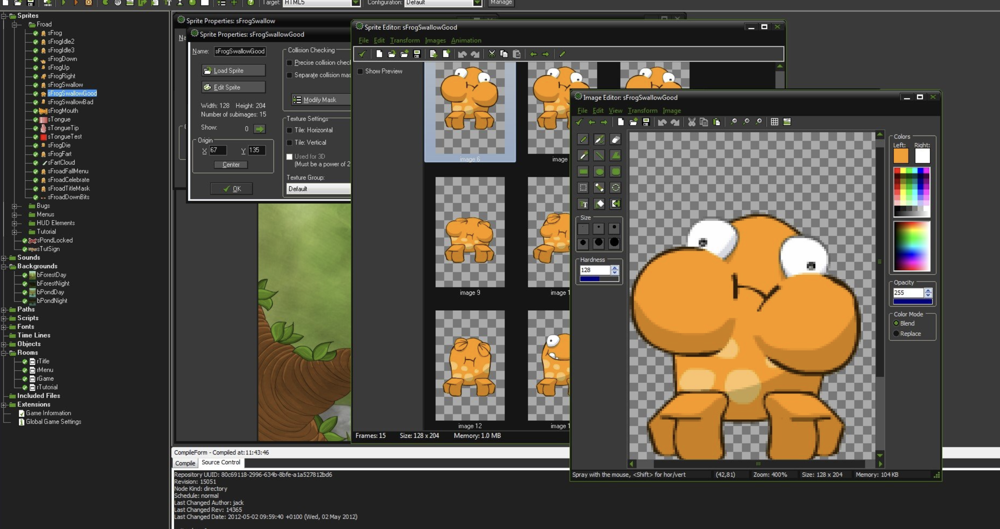 Target: HTML5 Configuration: Default Manage
Sprites
Froad
sFrog
sFrogIdle2
sFrogIdle3
sFrogDown
sFrogUp
sFrogRight
sFrogSwallow
sFrogSwallowGood
sFrogSwallowBad
sFrogMouth
sTongue
sTongueTip
sTongueTest
sFrogDie
sFrogFart
sFartCloud
sFroadFallMenu
sFroadCelebrate
sFroadTitleMask
sFroadDownBits
Bugs
Menus
HUD Elements
Tutorial
sPondLocked
sTutSign
Sounds
Backgrounds
bForestDay
bForestNight
bPondDay
bPondNight
Paths
Scripts
Fonts
Time Lines
Objects
Rooms
rTitle
rMenu
rGame
rTutorial
Included Files
Extensions
Game Information
Global Game Settings
Sprite Properties: sFrogSwallow
Na
Sprite Properties: sFrogSwallowGood
Name: sFrogSwallowGood
Load Sprite
Edit Sprite
Width: 128 Height: 204
Number of subimages: 15
Show: 0
Origin
X 67 Y 135
Center
OK
Collision Checking
Precise collision chec
Separate collision mas
Modify Mask
Texture Settings
Tile: Horizontal
Tile: Vertical
Used for 3D
(Must be a power of 2
Texture Group:
Default
Sprite Editor: sFrogSwallowGood
File Edit Transform Images Animation
Show Preview
image 6
image
image 9
image 1
image 12
image 1
Frames: 15 Size: 128 x 204 Memory: 1.0 MB
Image Editor: sFrogSwallowGood
File Edit View Transform Image
TT
Size
Hardness
128
Colors
Left: Right:
Opacity
255
Color Mode
Blend
Replace
Spray with the mouse, <Shift> for hor/vert (42,81) Zoom: 400% Size: 128 x 204 Memory: 104 KB
CompileForm - Compiled at:11:43:46
Compile Source Control
Repository UUID: 80c69118-2996-634b-8bfe-a1a527812bd6
Revision: 15051
Node Kind: directory
Schedule: normal
Last Changed Author: jack
Last Changed Rev: 14365
Last Changed Date: 2012-05-02 09:59:40 +0100 (Wed, 02 May 2012)